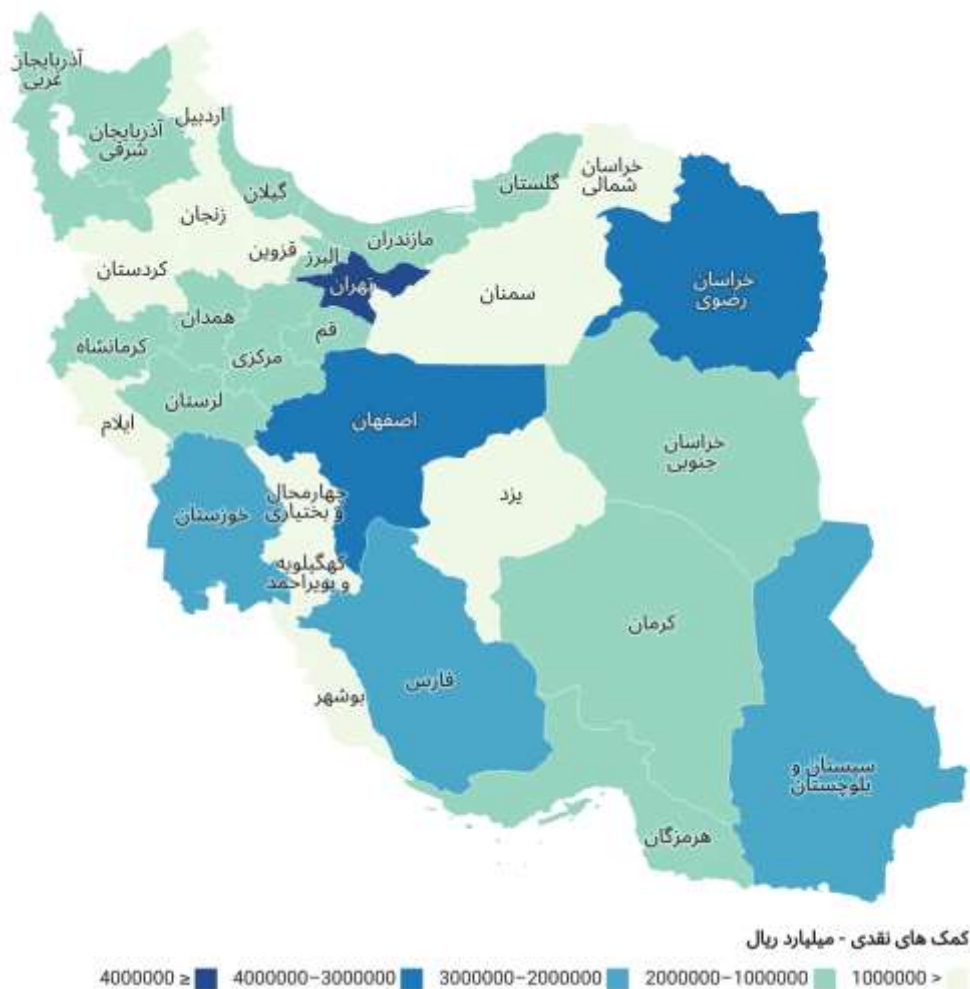 آذربایجان
غربی
آذربایجان
شرقی
اردبیل
گیلان
زنجان
قزوین
کردستان
البرز
تهران
مازندران
گلستان
خراسان
شمالی
خراسان
رضوی
سمنان
همدان
کرمانشاه
مرکزی
قم
لرستان
ایلام
اصفهان
خراسان
جنوبی
یزد
خوزستان
چهارمحال
و بختیاری
کهگیلویه
و بویراحمد
کرمان
فارس
بوشهر
سیستان و
بلوچستان
هرمزگان
کمک های نقدی - میلیارد ریال
1000000 > 2000000–1000000 3000000–2000000 4000000–3000000 4000000 ≤